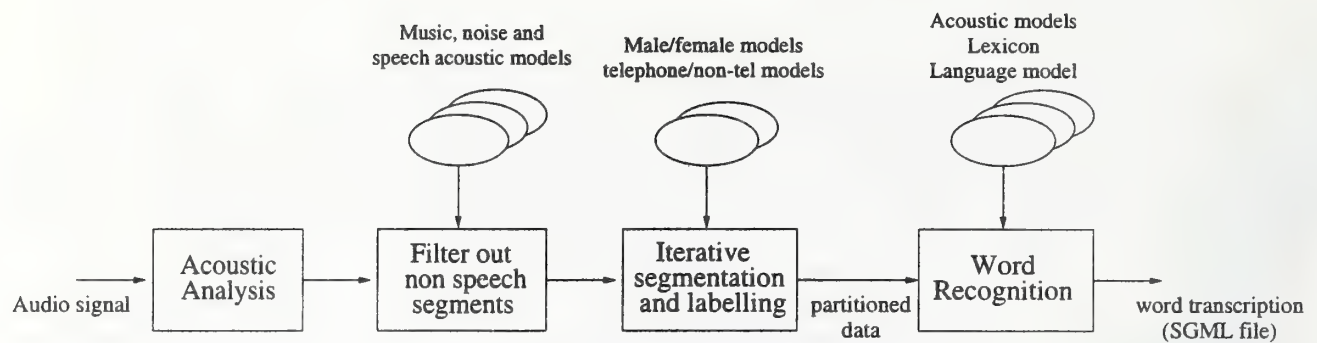 Music, noise and
speech acoustic models
Male/female models
telephone/non-tel models
Acoustic models
Lexicon
Language model
Audio signal
Acoustic
Analysis
Filter out
non speech
segments
Iterative
segmentation
and labelling
partitioned
data
Word
Recognition
word transcription
(SGML file)